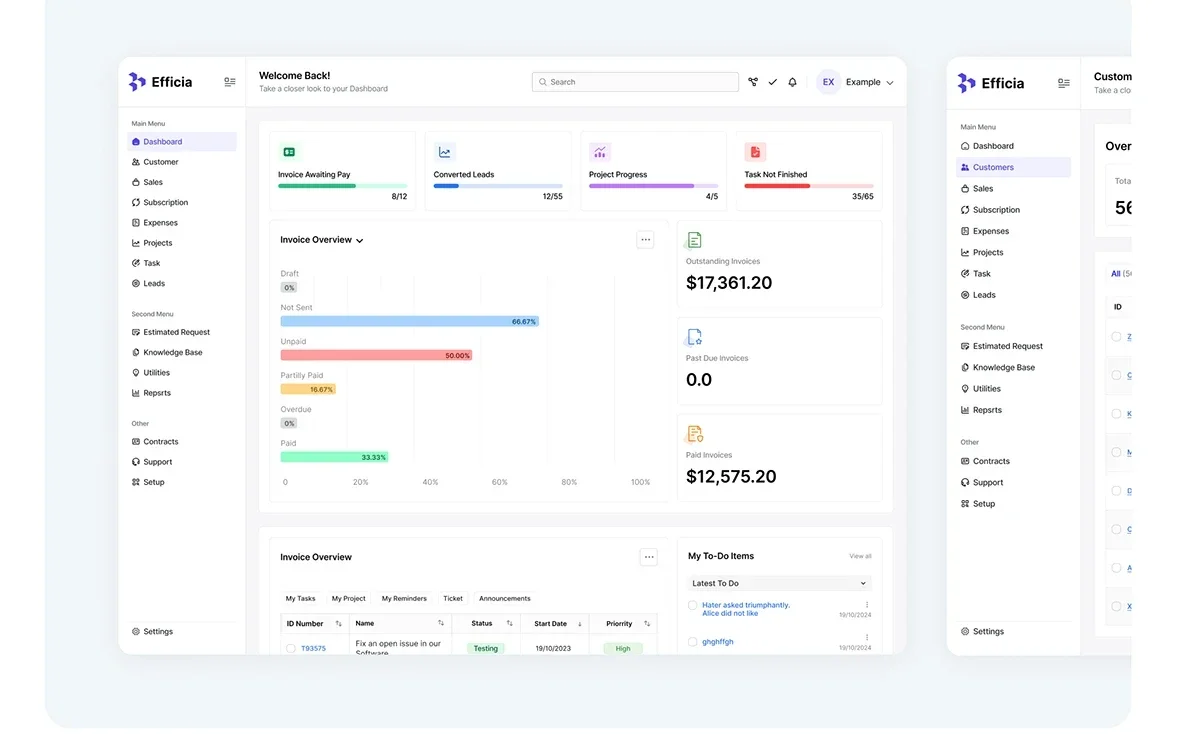 Efficia
Welcome Back!
Take a closer look to your Dashboard
Search
EX
Example
Main Menu
Dashboard
Customer
Sales
Subscription
Expenses
Projects
Task
Leads
Second Menu
Estimated Request
Knowledge Base
Utilities
Repsrts
Other
Contracts
Support
Setup
Settings
Invoice Awaiting Pay
8/12
Converted Leads
12/55
Project Progress
4/5
Task Not Finished
35/65
Invoice Overview
Draft
0%
Not Sent
66.67%
Unpaid
50.00%
Partilly Paid
16.67%
Overdue
0%
Paid
33.33%
0 20% 40% 60% 80% 100%
Outstanding Invoices
$17,361.20
Past Due Invoices
0.0
Paid Invoices
$12,575.20
Invoice Overview
My Tasks My Project My Reminders Ticket Announcements
ID Number Name Status Start Date Priority
T93575 Fix an open issue in our Software Testing 19/10/2023 High
My To-Do Items
View all
Latest To Do
Hater asked triumphantly.
Alice did not like
19/10/2024
ghghffgh
19/10/2024
Efficia
Custom
Take a clo
Main Menu
Dashboard
Customers
Sales
Subscription
Expenses
Projects
Task
Leads
Second Menu
Estimated Request
Knowledge Base
Utilities
Repsrts
Other
Contracts
Support
Setup
Settings
Over
Tota
56
All (5
ID
Z
K
M
D
A
X